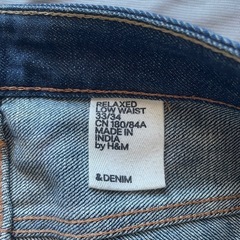 RELAXED
LOW WAIST
33/34
CN 180/84A
MADE IN
INDIA
by H&M
& DENIM